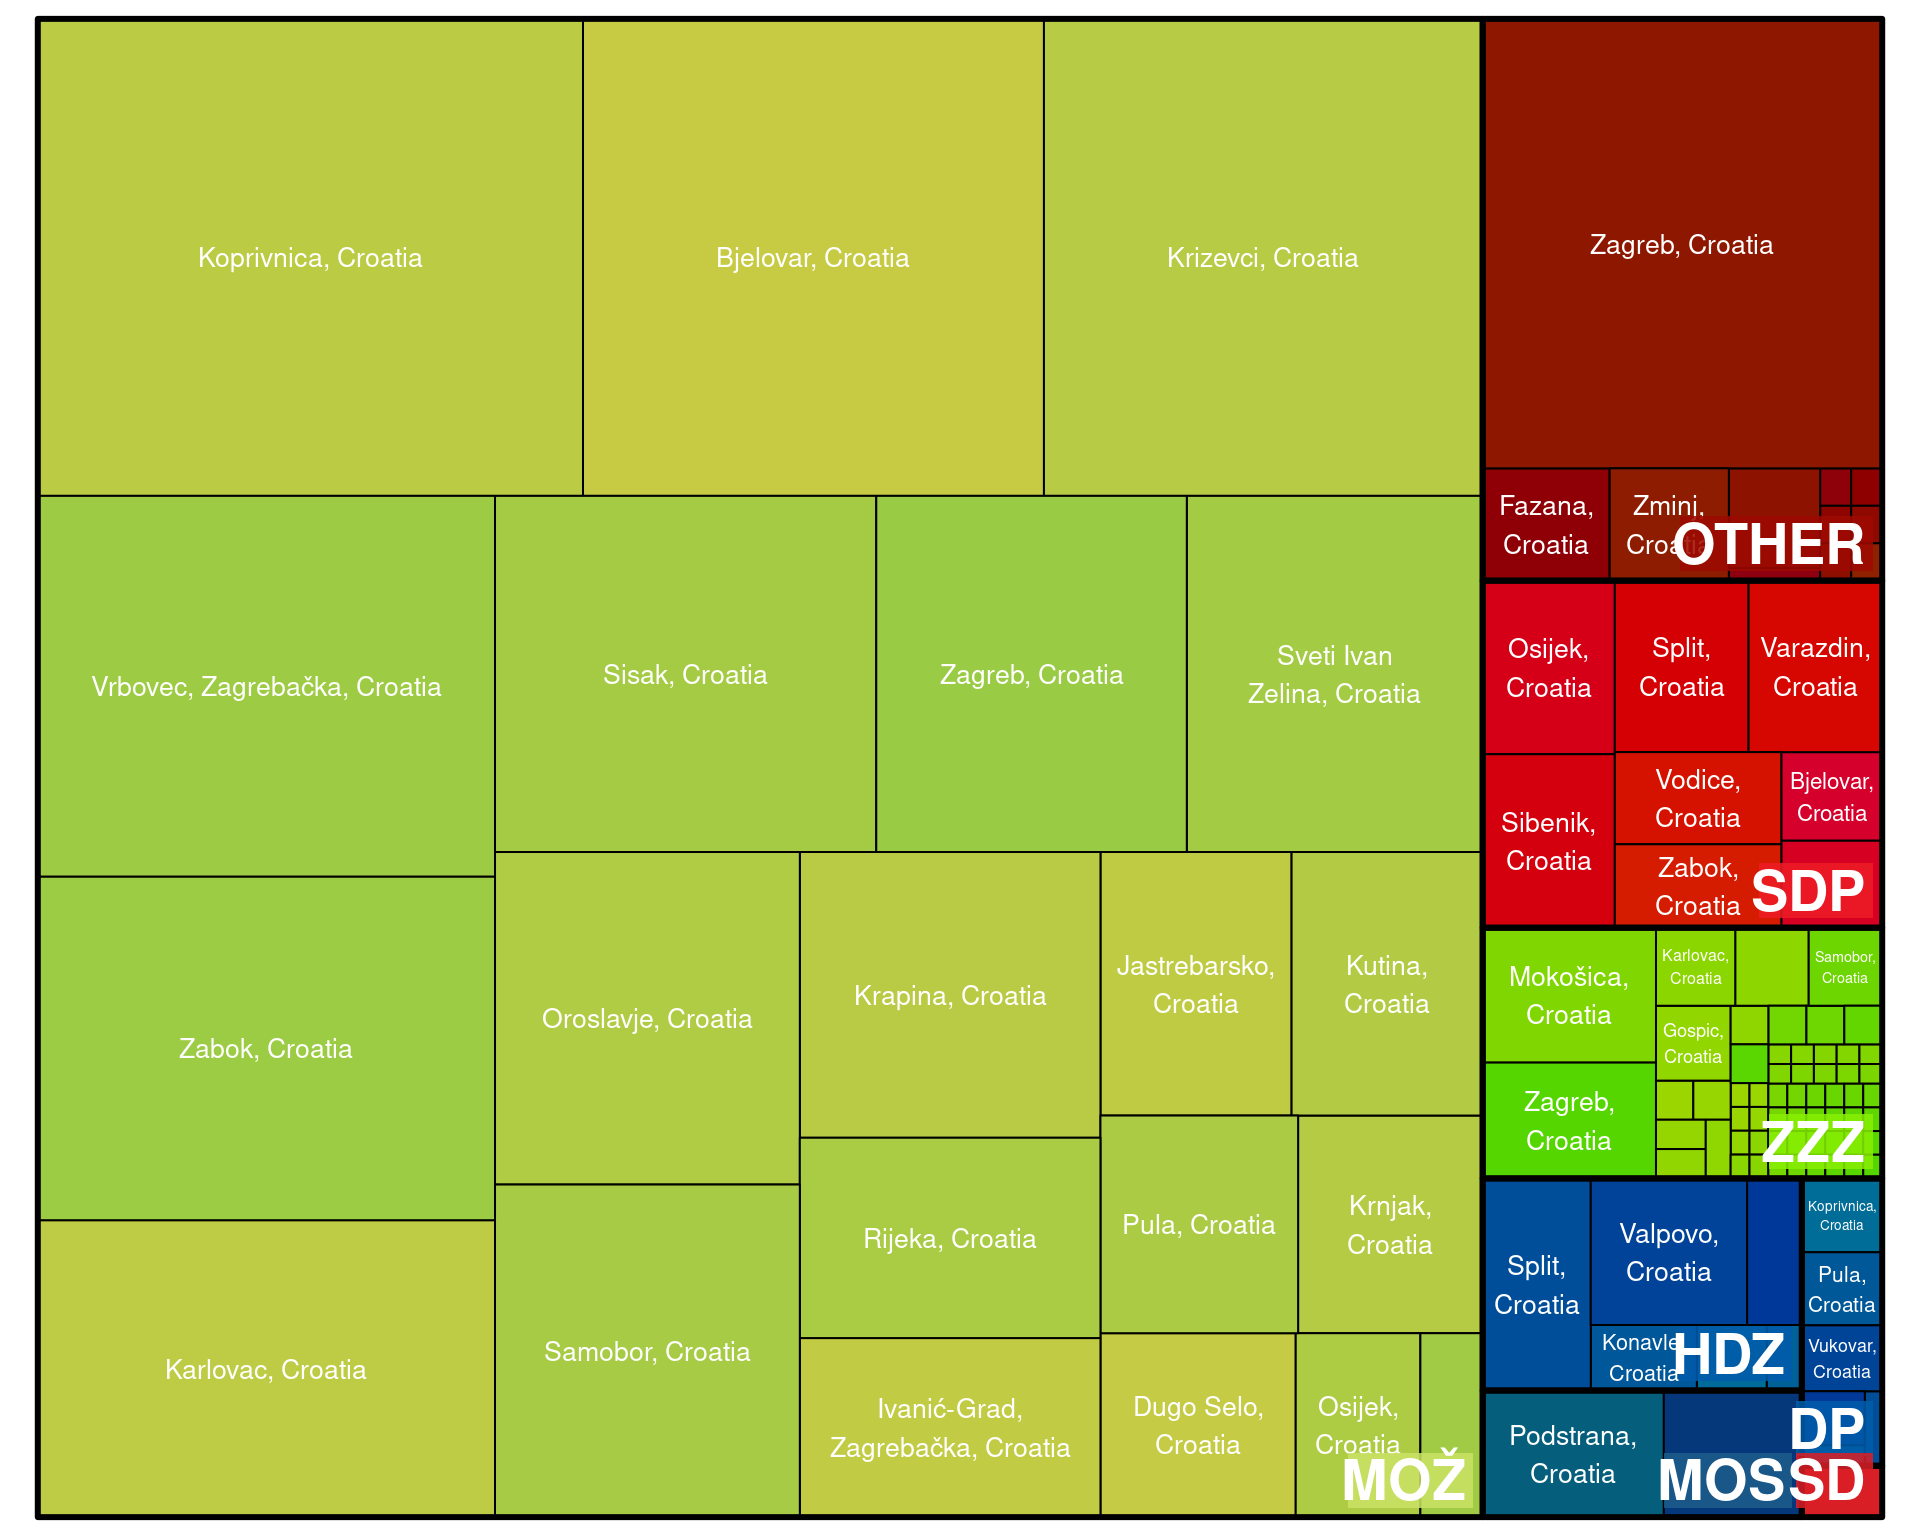 Koprivnica, Croatia
Bjelovar, Croatia
Krizevci, Croatia
Vrbovec, Zagrebačka, Croatia
Sisak, Croatia
Zagreb, Croatia
Sveti Ivan
Zelina, Croatia
Zabok, Croatia
Karlovac, Croatia
Oroslavje, Croatia
Samobor, Croatia
Krapina, Croatia
Rijeka, Croatia
Ivanić-Grad,
Zagrebačka, Croatia
Jastrebarsko,
Croatia
Kutina,
Croatia
Pula, Croatia
Krnjak,
Croatia
Dugo Selo,
Croatia
Osijek,
Croatia
MOŽ
Zagreb, Croatia
Fazana,
Croatia
Zminj,
Croatia
OTHER
Osijek,
Croatia
Split,
Croatia
Varazdin,
Croatia
Sibenik,
Croatia
Vodice,
Croatia
Bjelovar,
Croatia
Zabok,
Croatia
SDP
Mokošica,
Croatia
Zagreb,
Croatia
Karlovac,
Croatia
Samobor,
Croatia
Gospic,
Croatia
ZZZ
Split,
Croatia
Valpovo,
Croatia
Konavle,
Croatia
HDZ
Koprivnica,
Croatia
Pula,
Croatia
Vukovar,
Croatia
DP
Podstrana,
Croatia
MOS
SD